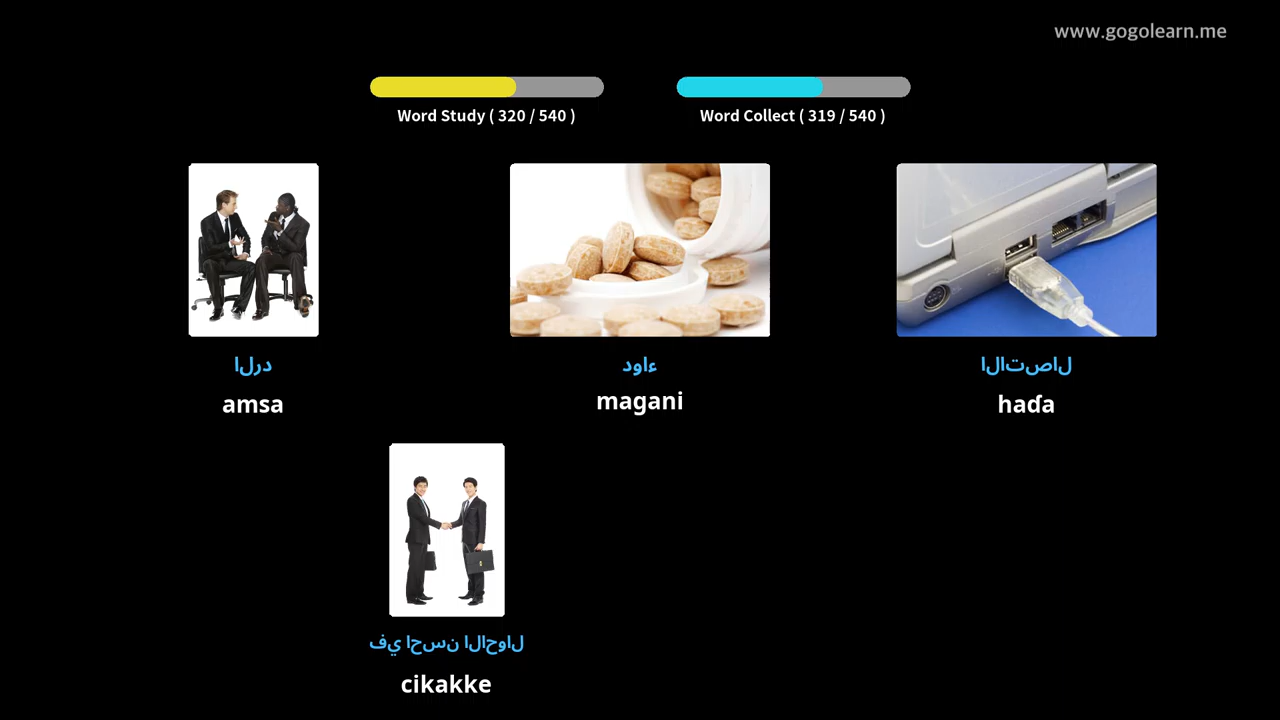 www.gogolearn.me
Word Study ( 320 / 540 )
Word Collect ( 319 / 540 )
الرد
amsa
دواء
magani
الاتصال
haɗa
في احسن الاحوال
cikakke